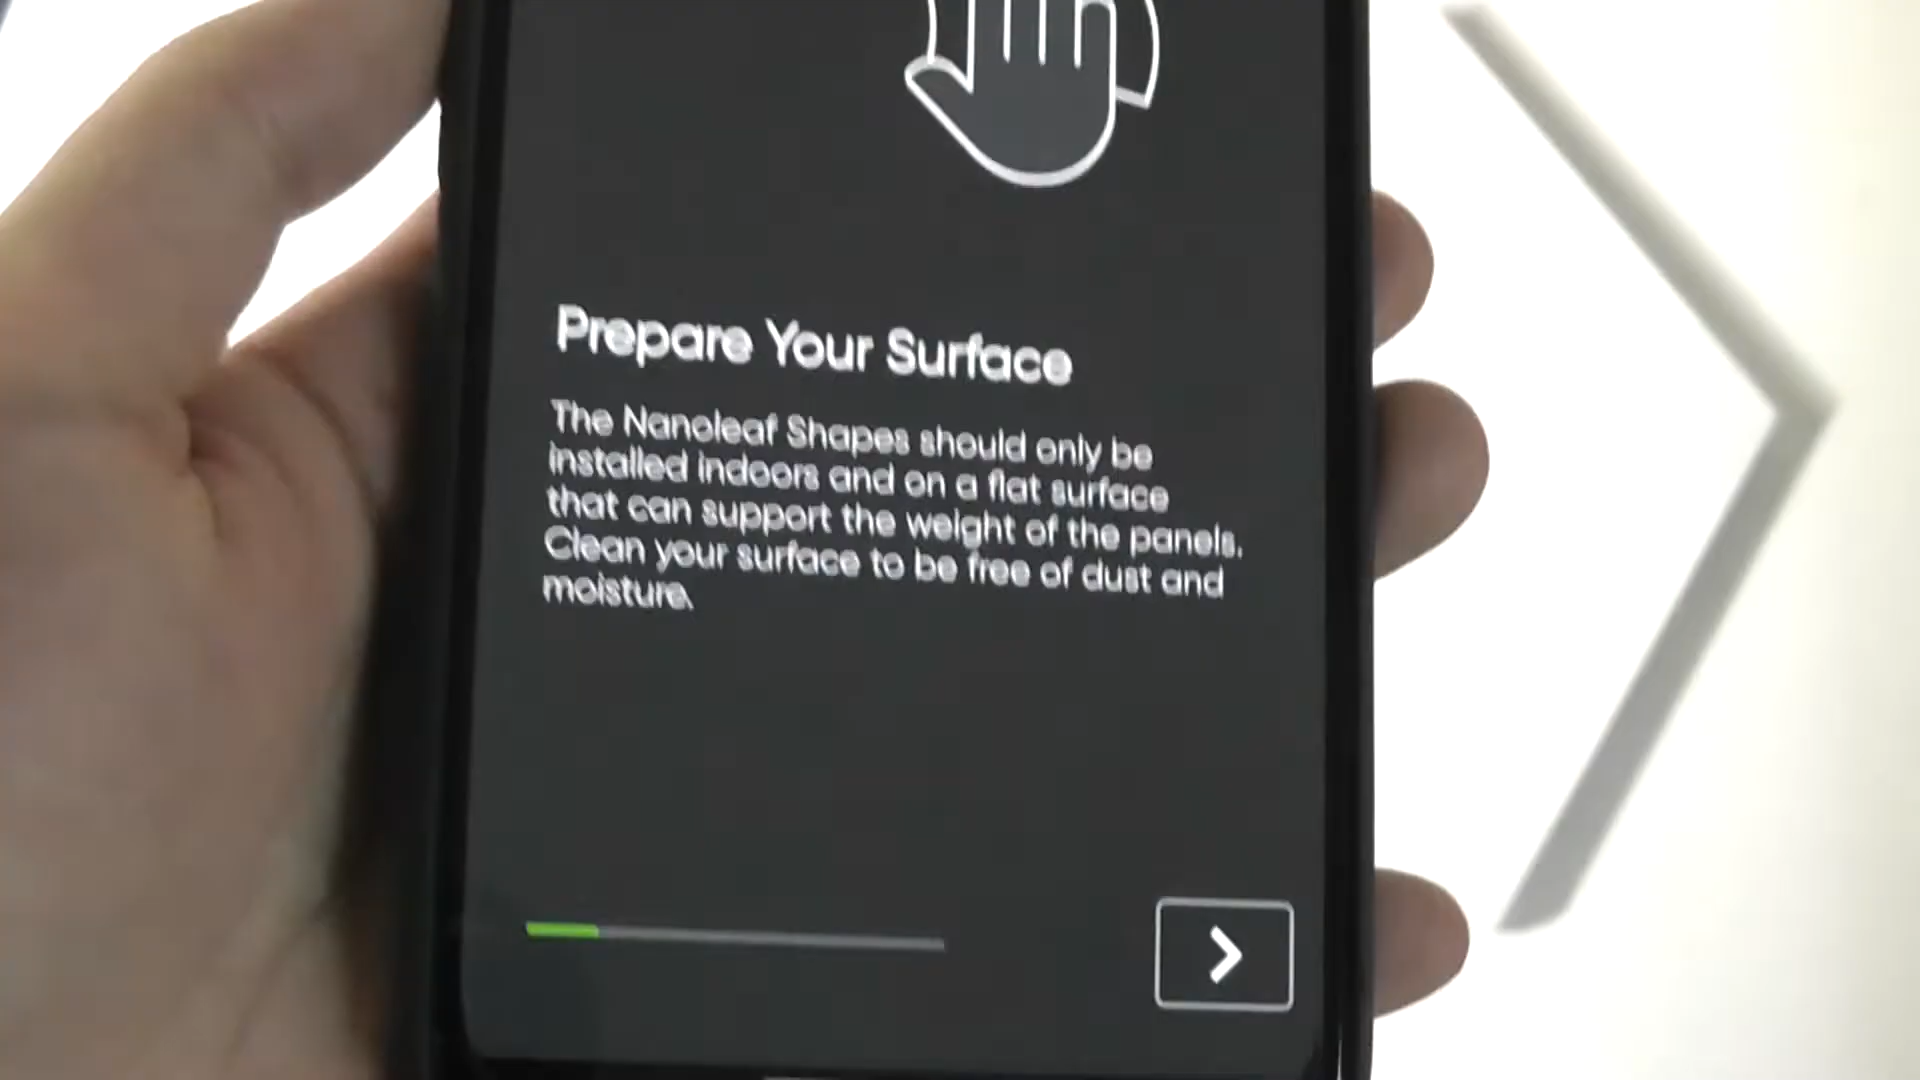 Prepare Your Surface
The Nanoleaf Shapes should only be
installed indoors and on a flat surface
that can support the weight of the panels.
Clean your surface to be free of dust and
moisture.